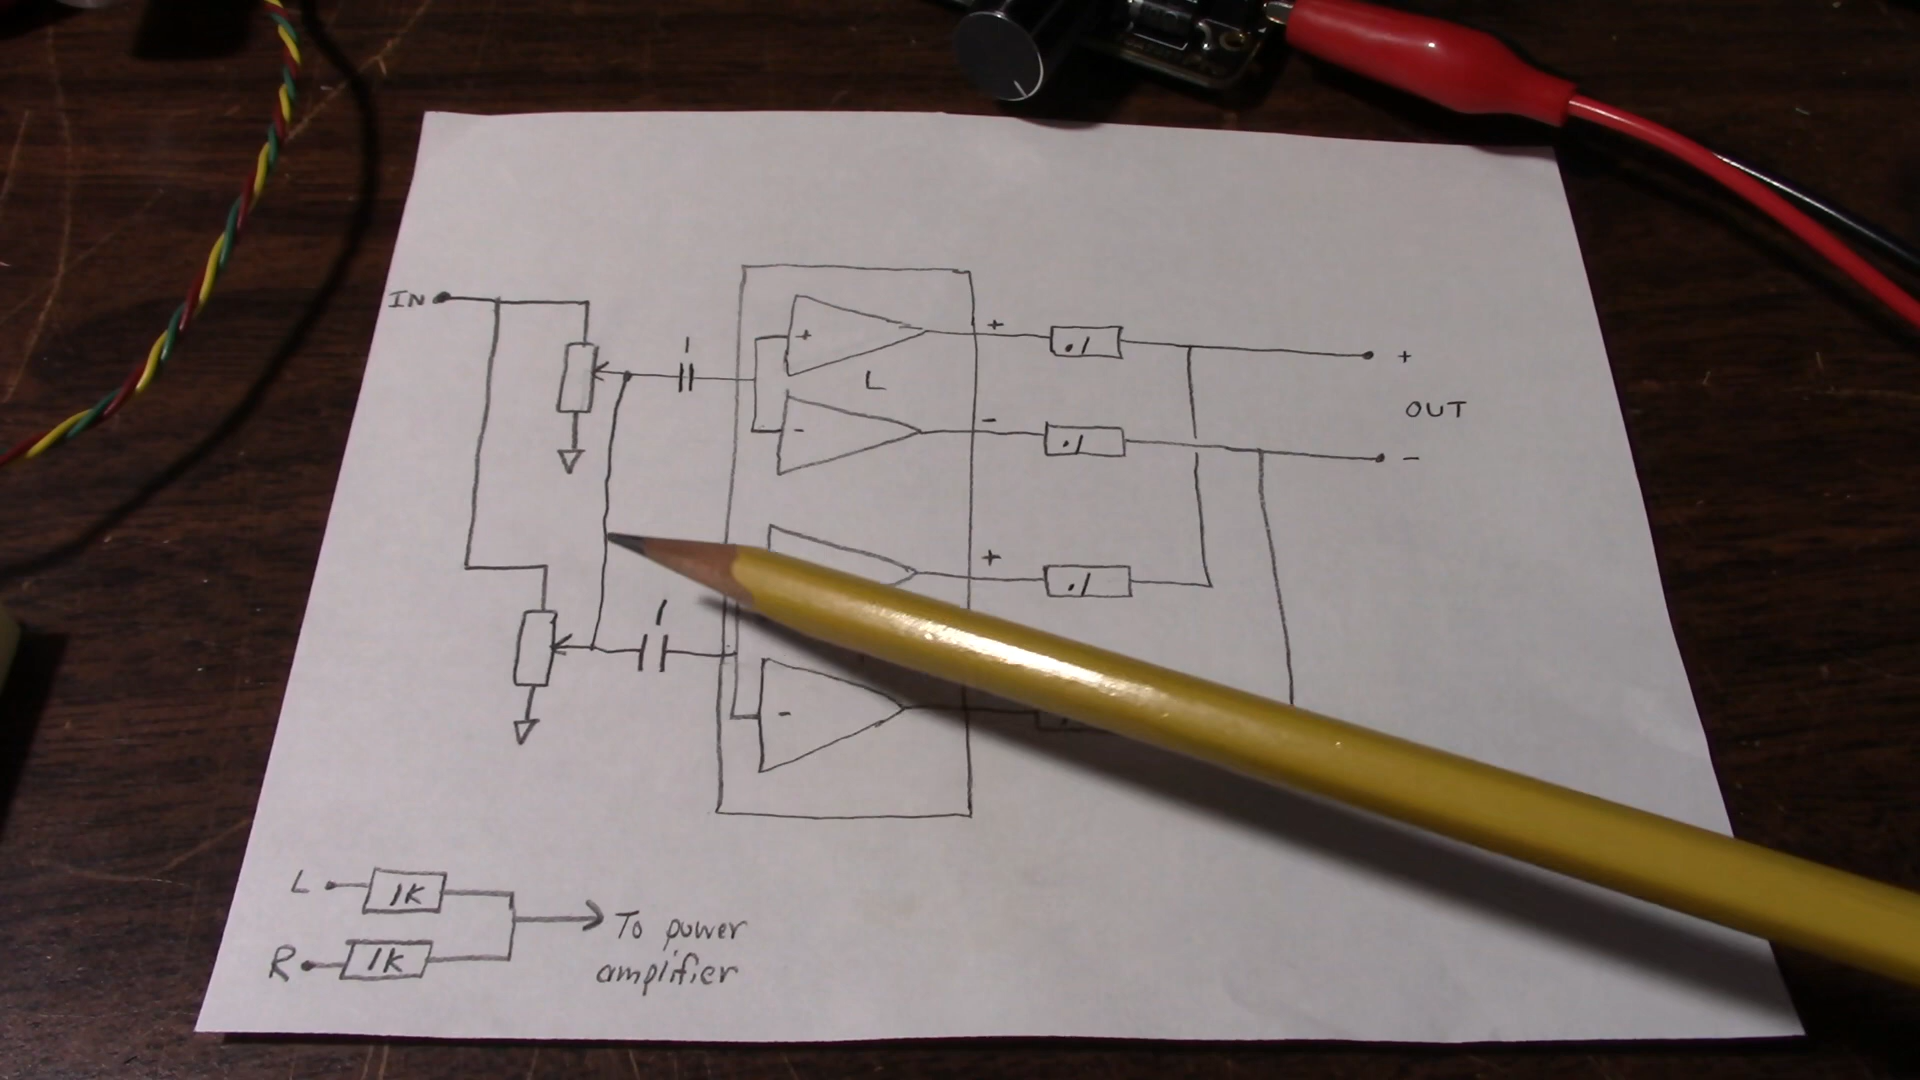 IN
1
+
+
.1
+
L
OUT
-
-
.1
-
+
.1
1
-
L
1K
R
1K
To power
amplifier